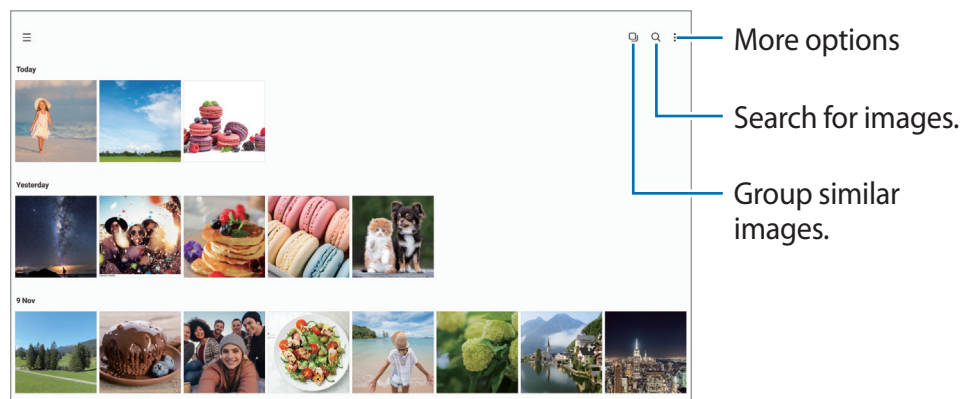 More options
Today
Search for images.
Group similar
images.
Yesterday
9 Nov